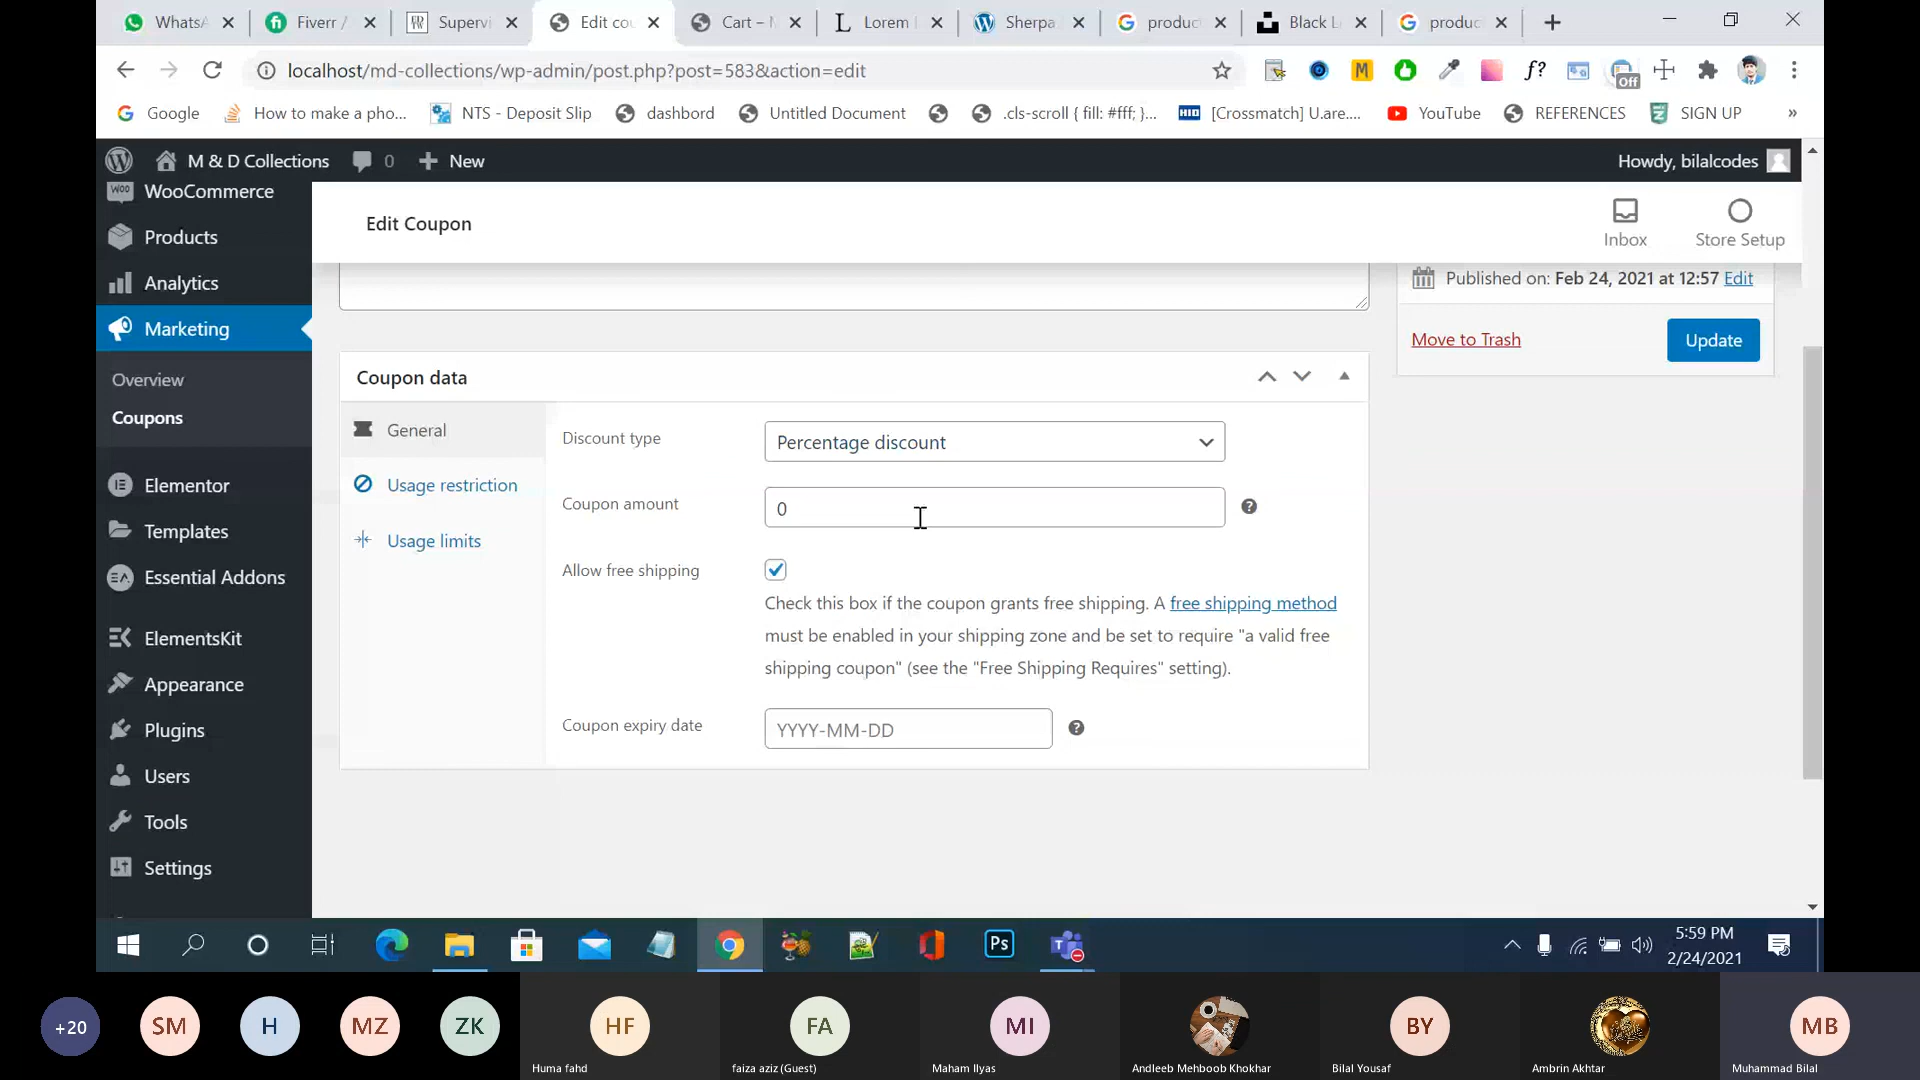 WhatsA
Fiverr /
Supervi
Edit cou
Cart – M
Lorem I
Sherpa
produc
Black L
produc
localhost/md-collections/wp-admin/post.php?post=583&action=edit
Off
Google
How to make a pho...
NTS - Deposit Slip
dashbord
Untitled Document
.cls-scroll { fill: #fff; }...
HID
[Crossmatch] U.are....
YouTube
REFERENCES
SIGN UP
»
M & D Collections
0
New
Howdy, bilalcodes
WooCommerce
Products
Analytics
Marketing
Overview
Coupons
Elementor
Templates
Essential Addons
ElementsKit
Appearance
Plugins
Users
Tools
Settings
Edit Coupon
Inbox
Store Setup
Published on: Feb 24, 2021 at 12:57 Edit
Move to Trash
Update
Coupon data
General
Usage restriction
Usage limits
Discount type
Percentage discount
Coupon amount
0
Allow free shipping
Check this box if the coupon grants free shipping. A free shipping method
must be enabled in your shipping zone and be set to require "a valid free
shipping coupon" (see the "Free Shipping Requires" setting).
Coupon expiry date
YYYY-MM-DD
Ps
5:59 PM
2/24/2021
+20
SM
H
MZ
ZK
HF
FA
MI
BY
MB
Huma fahd
faiza aziz (Guest)
Maham Ilyas
Andleeb Mehboob Khokhar
Bilal Yousaf
Ambrin Akhtar
Muhammad Bilal